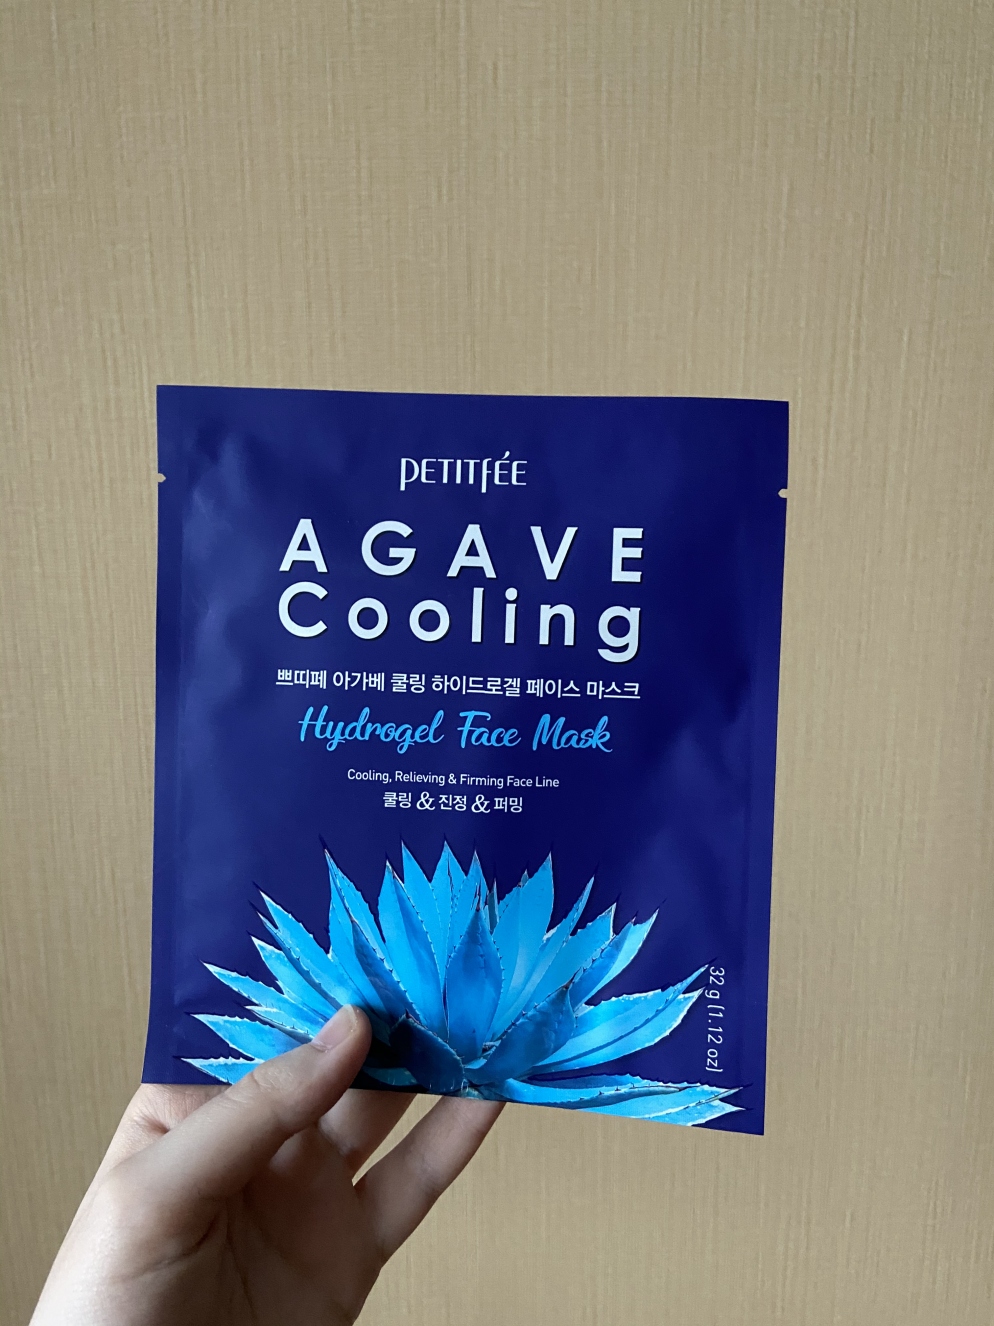 PETITFÉE
AGAVE
Cooling
쁘띠페 아가베 쿨링 하이드로겔 페이스 마스크
Hydrogel Face Mask
Cooling, Relieving & Firming Face Line
쿨링 & 진정 & 퍼밍
32 g (1.12 oz)